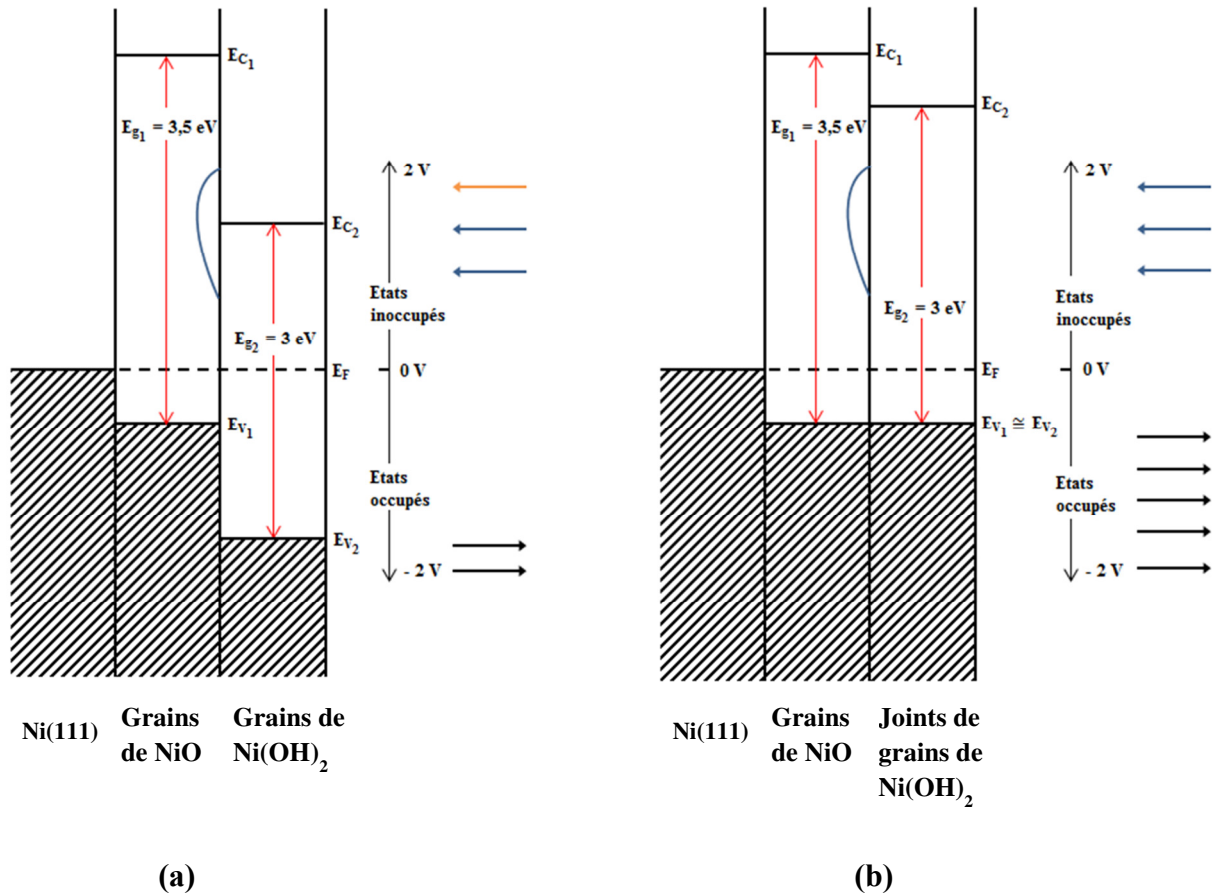 E_C1
E_g1 = 3,5 eV
2 V
E_C2
Etats
inoccupés
E_g2 = 3 eV
E_F
0 V
E_V1
Etats
occupés
E_V2
- 2 V
Ni(111)
Grains
de NiO
Grains de
Ni(OH)2
(a)
E_C1
E_C2
E_g1 = 3,5 eV
2 V
Etats
inoccupés
E_g2 = 3 eV
E_F
0 V
E_V1 ≅ E_V2
Etats
occupés
- 2 V
Ni(111)
Grains
de NiO
Joints de
grains de
Ni(OH)2
(b)